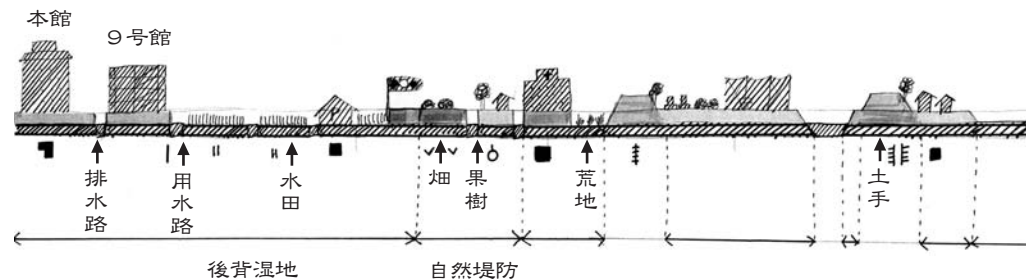 本館
9号館
排水路
用水路
水田
畑
果樹
荒地
土手
後背湿地
自然堤防